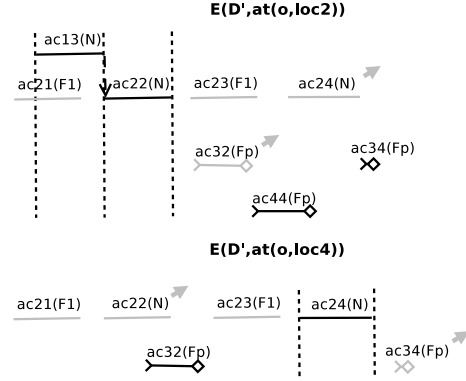 E(D',at(o,loc2))
ac13(N)
ac21(F1) ac22(N) ac23(F1) ac24(N)
ac32(Fp) ac34(Fp)
ac44(Fp)
E(D',at(o,loc4))
ac21(F1) ac22(N) ac23(F1) ac24(N)
ac32(Fp) ac34(Fp)